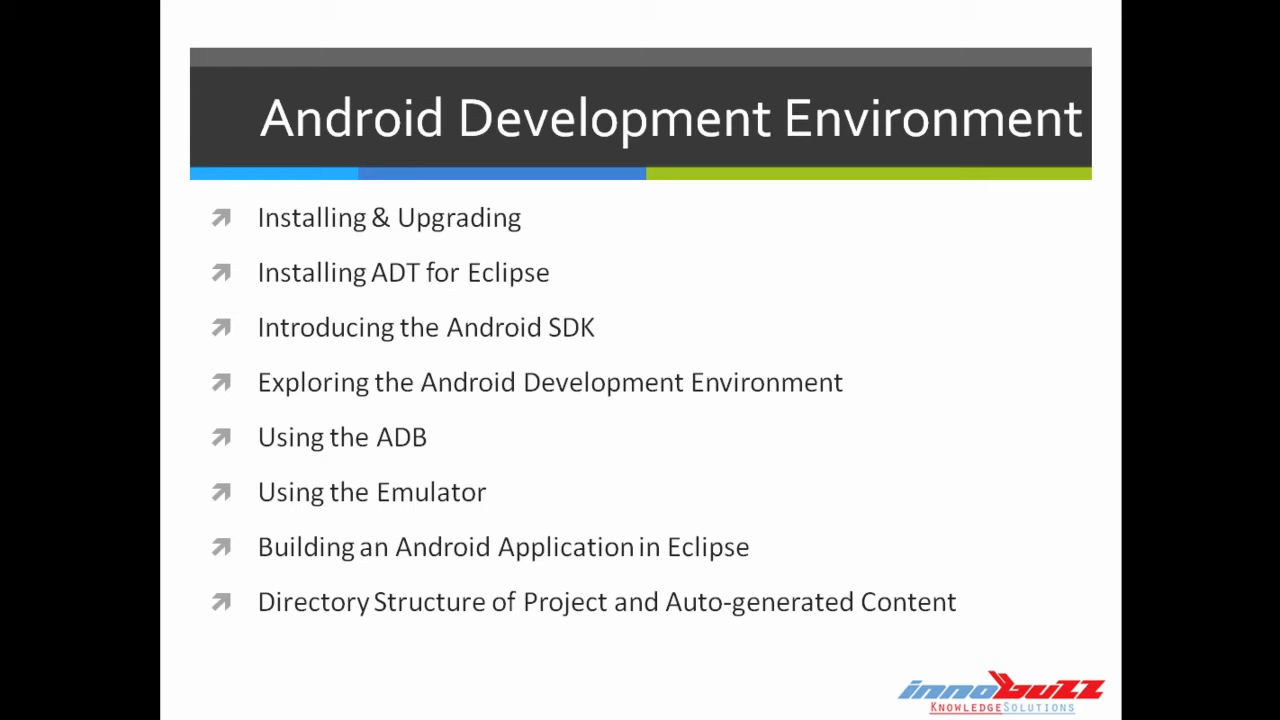 Android Development Environment
Installing & Upgrading
Installing ADT for Eclipse
Introducing the Android SDK
Exploring the Android Development Environment
Using the ADB
Using the Emulator
Building an Android Application in Eclipse
Directory Structure of Project and Auto-generated Content
innobuzz
KNOWLEDGESOLUTIONS